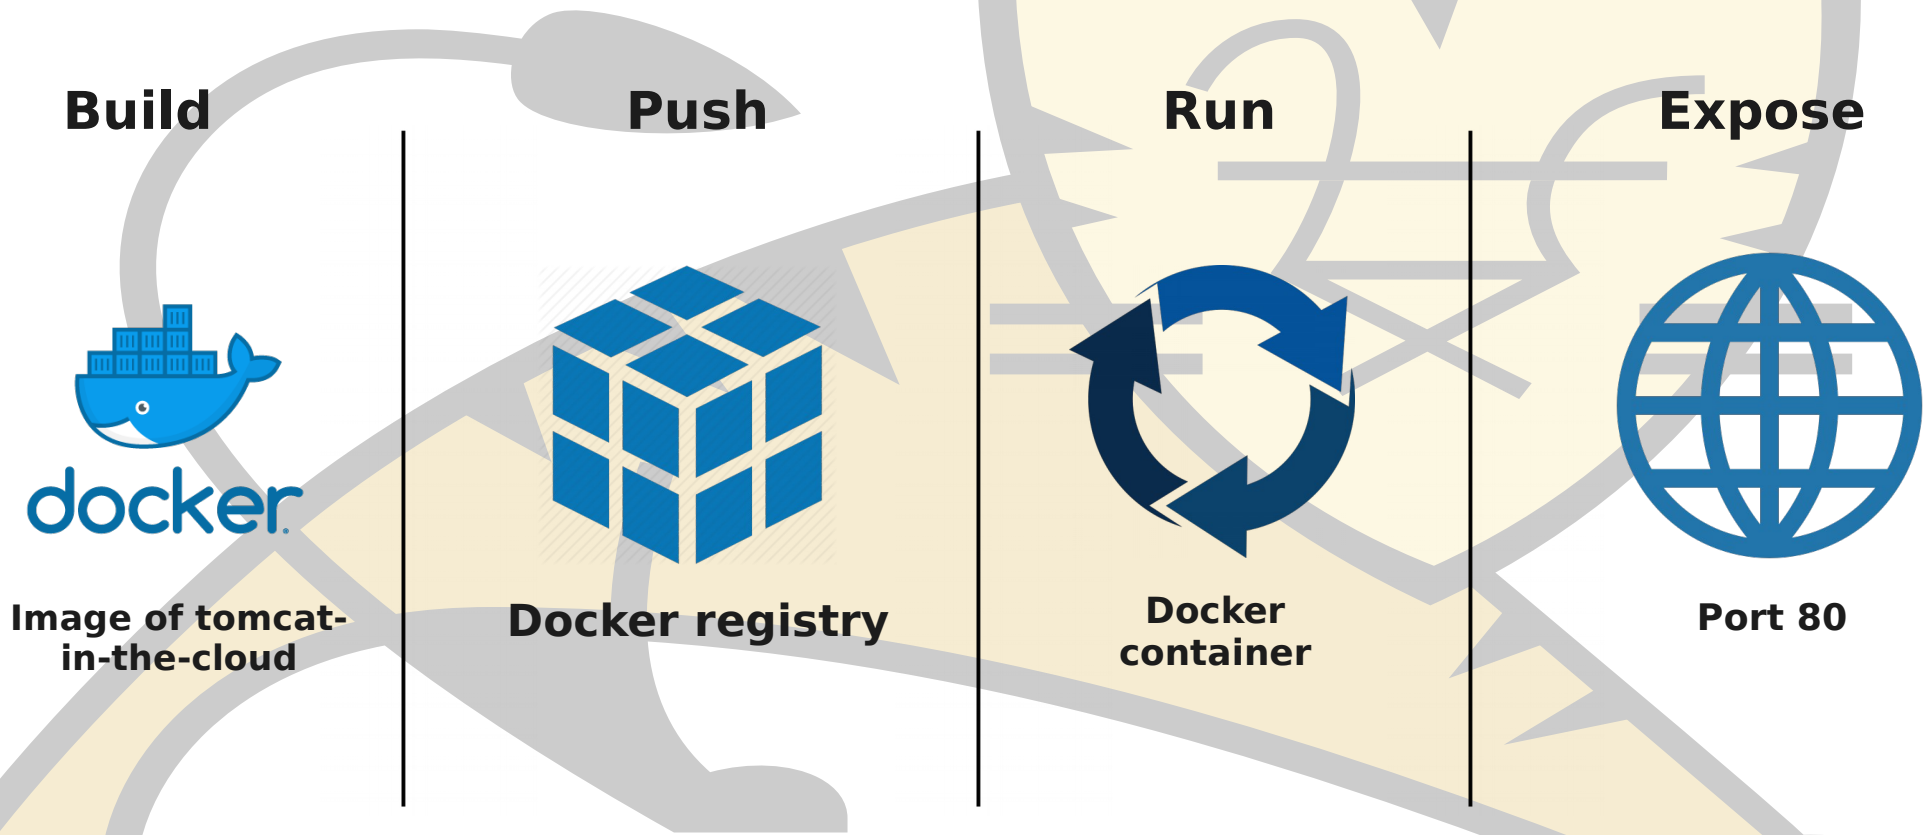 Build
Push
Run
Expose
docker
Image of tomcat-
in-the-cloud
Docker registry
Docker
container
Port 80